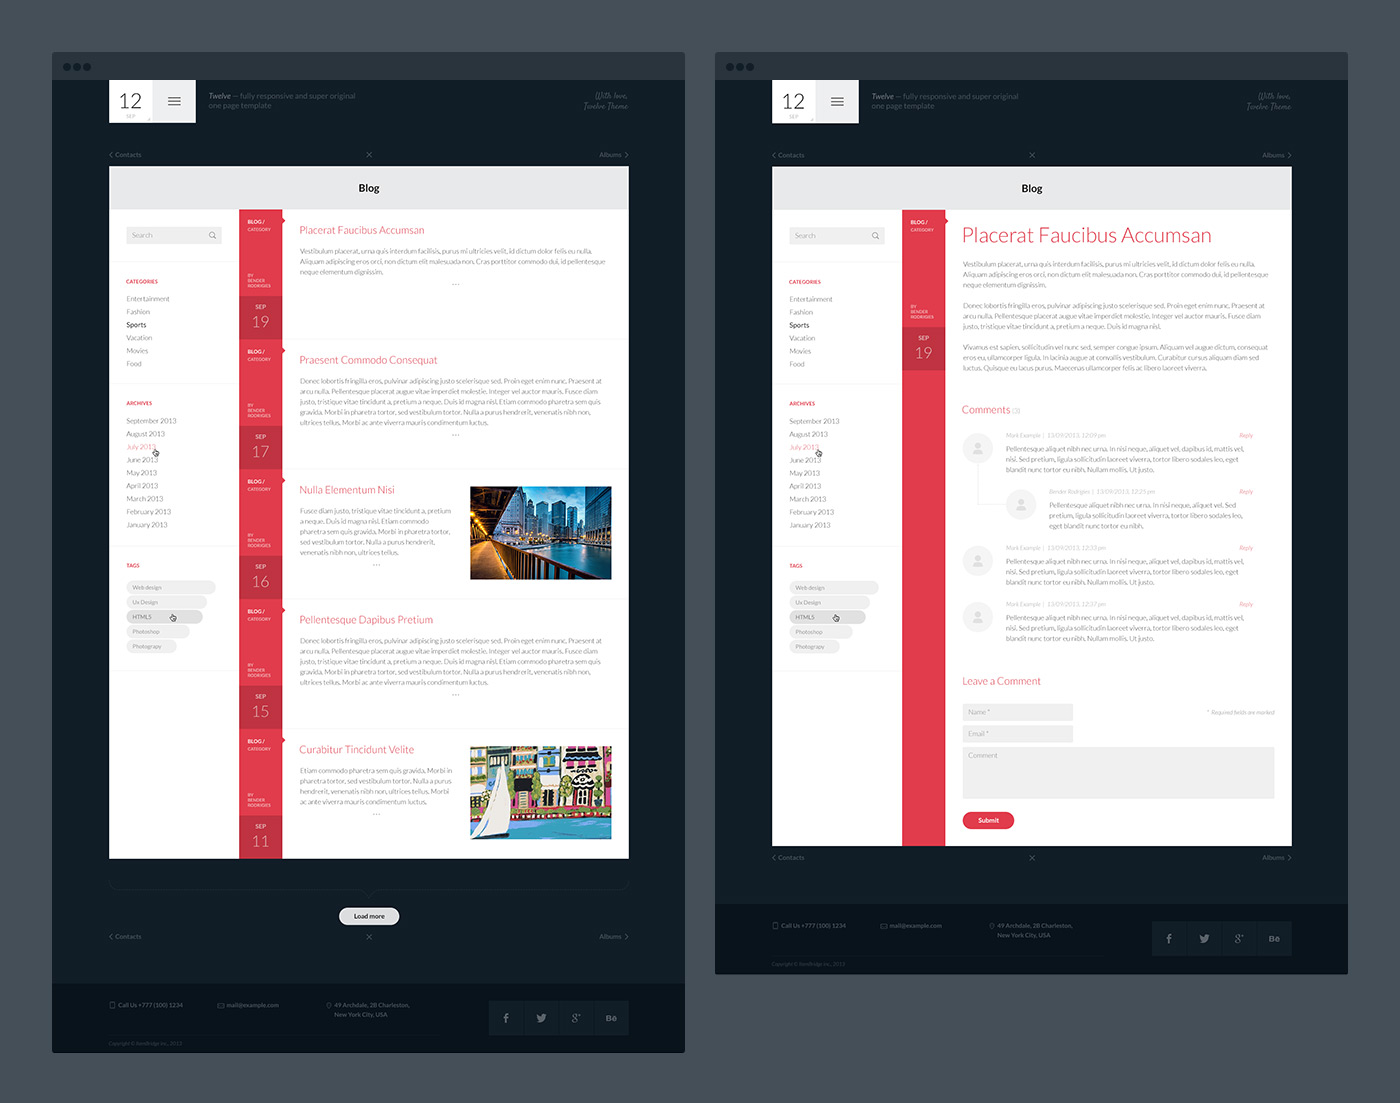 12
SEP
Twelve — fully responsive and super original
one page template
With love,
Twelve Theme
Contacts
Albums
Blog
Search
CATEGORIES
Entertainment
Fashion
Sports
Vacation
Movies
Food
ARCHIVES
September 2013
August 2013
July 2013
June 2013
May 2013
April 2013
March 2013
February 2013
January 2013
TAGS
Web design
Ux Design
HTML5
Photoshop
Photograpy
BLOG /
CATEGORY
BY
BENDER
RODRIGES
SEP
19
Placerat Faucibus Accumsan
Vestibulum placerat, urna quis interdum facilisis, purus mi ultricies velit, id dictum dolor felis eu nulla.
Aliquam adipiscing eros orci, non dictum elit malesuada non. Cras porttitor commodo id, id pellentesque
neque elementum dignissim.
...
BLOG /
CATEGORY
BY
BENDER
RODRIGES
SEP
17
Praesent Commodo Consequat
Donec lobortis fringilla eros, pulvinar adipiscing justo scelerisque sed. Proin eget enim nunc. Praesent at
arcu nulla. Pellentesque placerat augue vitae imperdiet molestie. Integer vel auctor mauris. Fusce diam
justo, tristique vitae tincidunt a, pretium a neque. Duis id magna nisl. Etiam commodo pharetra sem quis
gravida. Morbi in pharetra tortor, sed vestibulum tortor. Nulla a purus hendrerit, venenatis nibh non,
ultrices tellus. Morbi ac ante viverra mauris condimentum luctus.
...
BLOG /
CATEGORY
BY
BENDER
RODRIGES
SEP
16
Nulla Elementum Nisi
Fusce diam justo, tristique vitae tincidunt a, pretium
a neque. Duis id magna nisl. Etiam commodo
pharetra sem quis gravida. Morbi in pharetra tortor,
sed vestibulum tortor. Nulla a purus hendrerit,
venenatis nibh non, ultrices tellus.
...
BLOG /
CATEGORY
BY
BENDER
RODRIGES
SEP
15
Pellentesque Dapibus Pretium
Donec lobortis fringilla eros, pulvinar adipiscing justo scelerisque sed. Proin eget enim nunc. Praesent at
arcu nulla. Pellentesque placerat augue vitae imperdiet molestie. Integer vel auctor mauris. Fusce diam
justo, tristique vitae tincidunt a, pretium a neque. Duis id magna nisl. Etiam commodo pharetra sem quis
gravida. Morbi in pharetra tortor, sed vestibulum tortor. Nulla a purus hendrerit, venenatis nibh non,
ultrices tellus. Morbi ac ante viverra mauris condimentum luctus.
...
BLOG /
CATEGORY
BY
BENDER
RODRIGES
SEP
11
Curabitur Tincidunt Velite
Etiam commodo pharetra sem quis gravida. Morbi in
pharetra tortor, sed vestibulum tortor. Nulla a purus
hendrerit, venenatis nibh non, ultrices tellus. Morbi
ac ante viverra mauris condimentum luctus.
...
Load more
Contacts
Albums
Call Us +777 (100) 1234
mail@example.com
49 Archdale, 2B Charleston,
New York City, USA
Bē
Copyright © ItemBridge Inc., 2013
12
SEP
Twelve — fully responsive and super original
one page template
With love,
Twelve Theme
Contacts
Albums
Blog
Search
CATEGORIES
Entertainment
Fashion
Sports
Vacation
Movies
Food
ARCHIVES
September 2013
August 2013
July 2013
June 2013
May 2013
April 2013
March 2013
February 2013
January 2013
TAGS
Web design
Ux Design
HTML5
Photoshop
Photograpy
BLOG /
CATEGORY
BY
BENDER
RODRIGES
SEP
19
Placerat Faucibus Accumsan
Vestibulum placerat, urna quis interdum facilisis, purus mi ultricies velit, id dictum dolor felis eu nulla.
Aliquam adipiscing eros orci, non dictum elit malesuada non. Cras porttitor commodo dui, id pellentesque
neque elementum dignissim.
Donec lobortis fringilla eros, pulvinar adipiscing justo scelerisque sed. Proin eget enim nunc. Praesent at
arcu nulla. Pellentesque placerat augue vitae imperdiet molestie. Integer vel auctor mauris. Fusce diam
justo, tristique vitae tincidunt a, pretium a neque. Duis id magna nisl.
Vivamus est sapien, sollicitudin vel nunc sed, semper congue ipsum. Aliquam vel augue dictum, consequat
eros eu, ullamcorper ligula. In lacinia augue at convallis vestibulum. Curabitur cursus aliquam diam sed
luctus. Quisque eu lacus purus. Maecenas ullamcorper felis ac libero laoreet viverra.
Comments (3)
Mark Example | 13/09/2013, 12:09 pm
Reply
Pellentesque aliquet nibh nec urna. In nisi neque, aliquet vel, dapibus id, mattis vel,
nisi. Sed pretium, ligula sollicitudin laoreet viverra, tortor libero sodales leo, eget
blandit nunc tortor eu nibh. Nullam mollis. Ut justo.
Bender Rodriges | 13/09/2013, 12:25 pm
Reply
Pellentesque aliquet nibh nec urna. In nisi neque, aliquet vel,
pretium, ligula sollicitudin laoreet viverra, tortor libero sodales leo,
eget blandit nunc tortor eu nibh.
Mark Example | 13/09/2013, 12:33 pm
Reply
Pellentesque aliquet nibh nec urna. In nisi neque, aliquet vel, dapibus id, mattis vel,
nisi. Sed pretium, ligula sollicitudin laoreet viverra, tortor libero sodales leo, eget
blandit nunc tortor eu nibh. Nullam mollis. Ut justo.
Mark Example | 13/09/2013, 12:37 pm
Reply
Pellentesque aliquet nibh nec urna. In nisi neque, aliquet vel, dapibus id, mattis vel,
nisi. Sed pretium, ligula sollicitudin laoreet viverra, tortor libero sodales leo, eget
blandit nunc tortor eu nibh. Nullam mollis. Ut justo.
Leave a Comment
Name *
* Required fields are marked
Email *
Comment
Submit
Contacts
Albums
Call Us +777 (100) 1234
mail@example.com
49 Archdale, 2B Charleston,
New York City, USA
Bē
Copyright © ItemBridge Inc., 2013